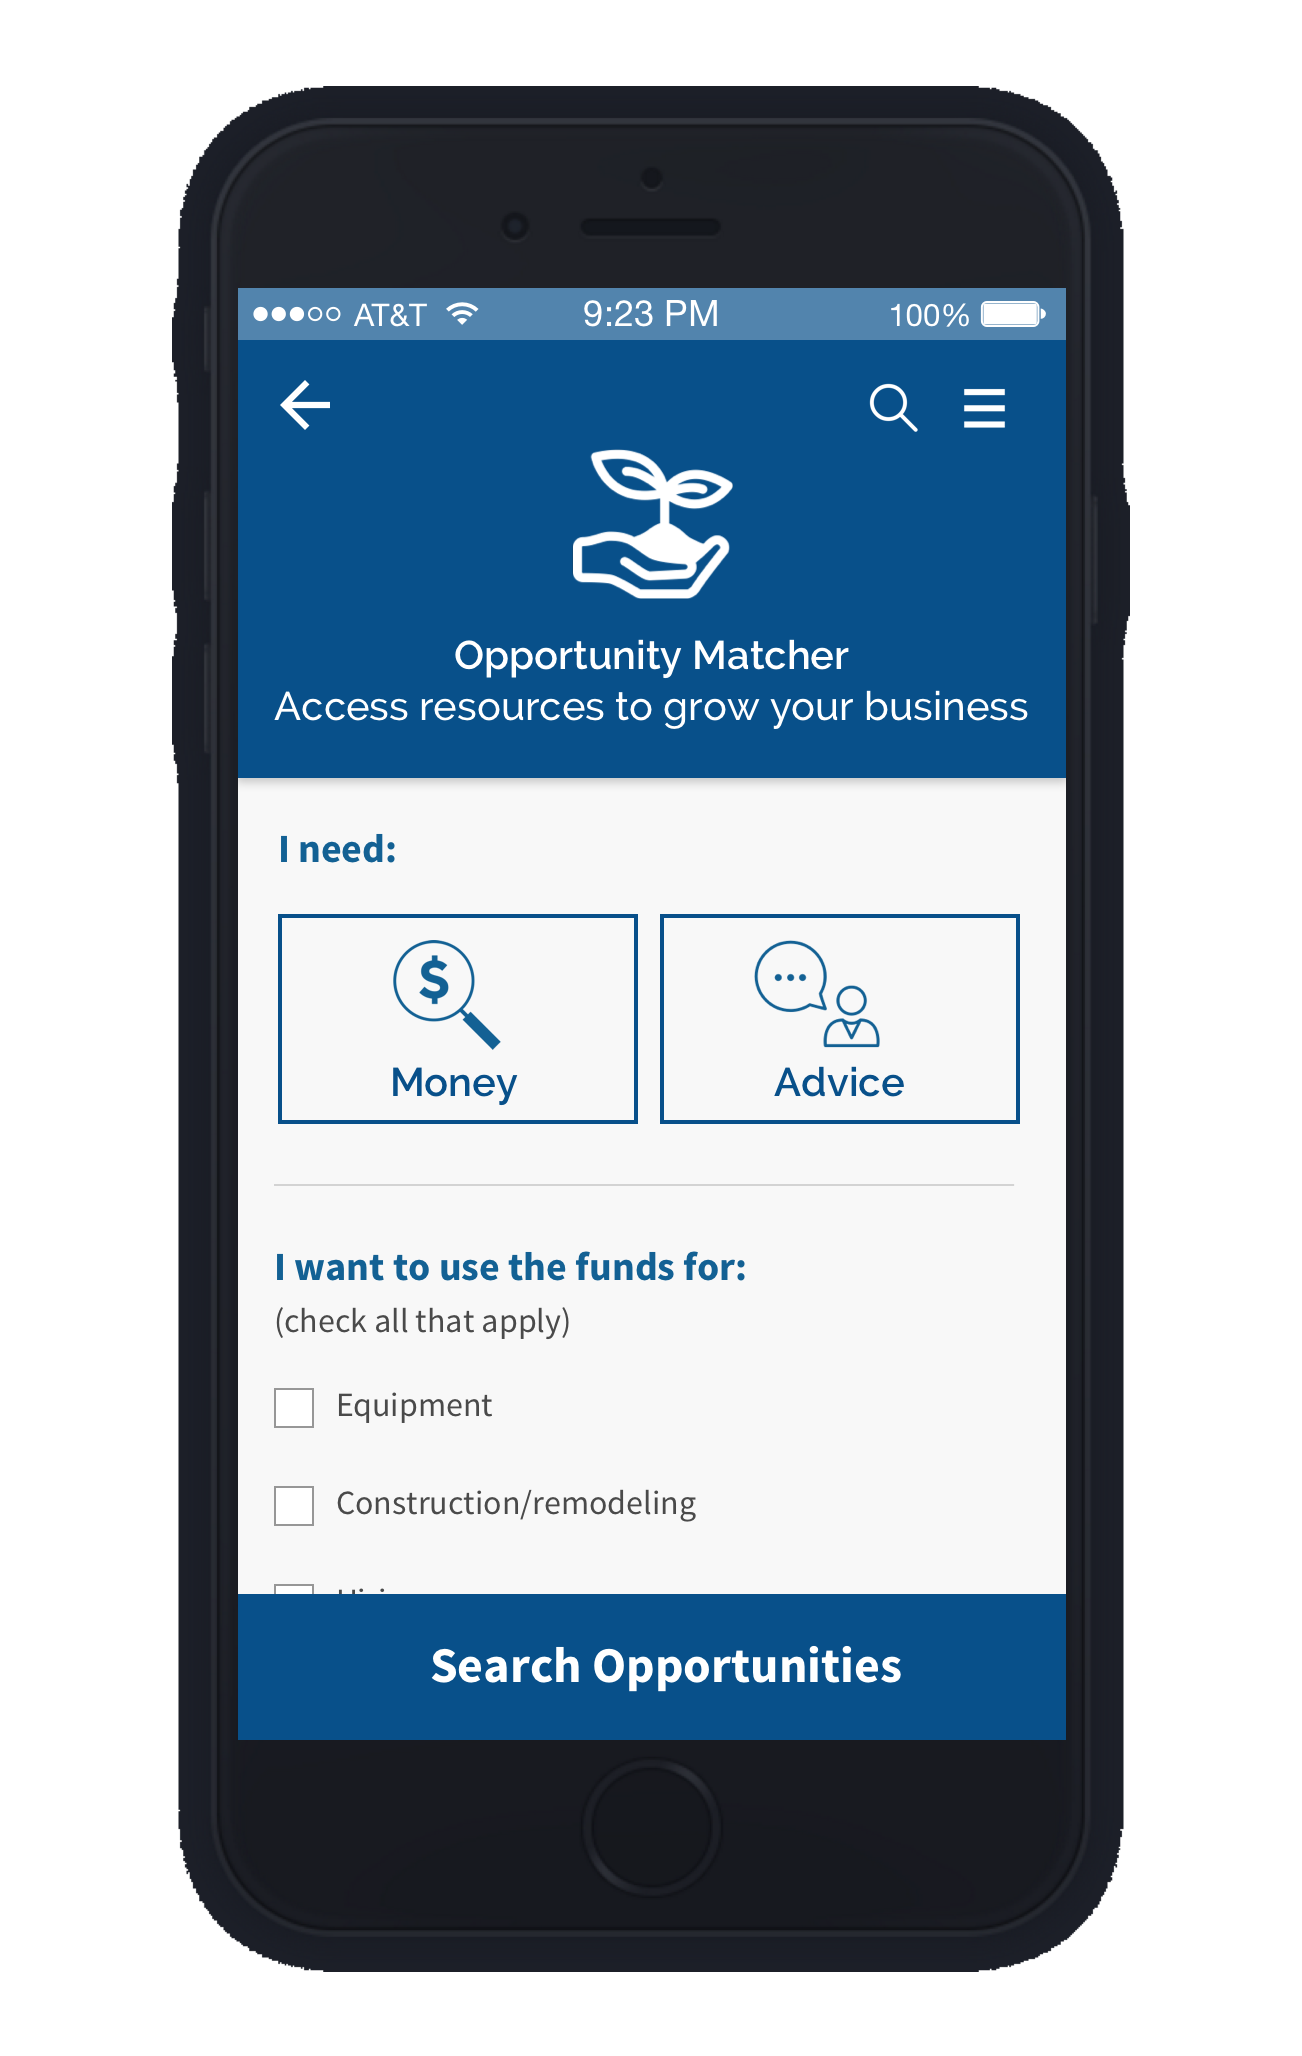 AT&T 9:23 PM 100%
Opportunity Matcher
Access resources to grow your business
I need:
$
Money Advice
I want to use the funds for:
(check all that apply)
Equipment
Construction/remodeling
Search Opportunities